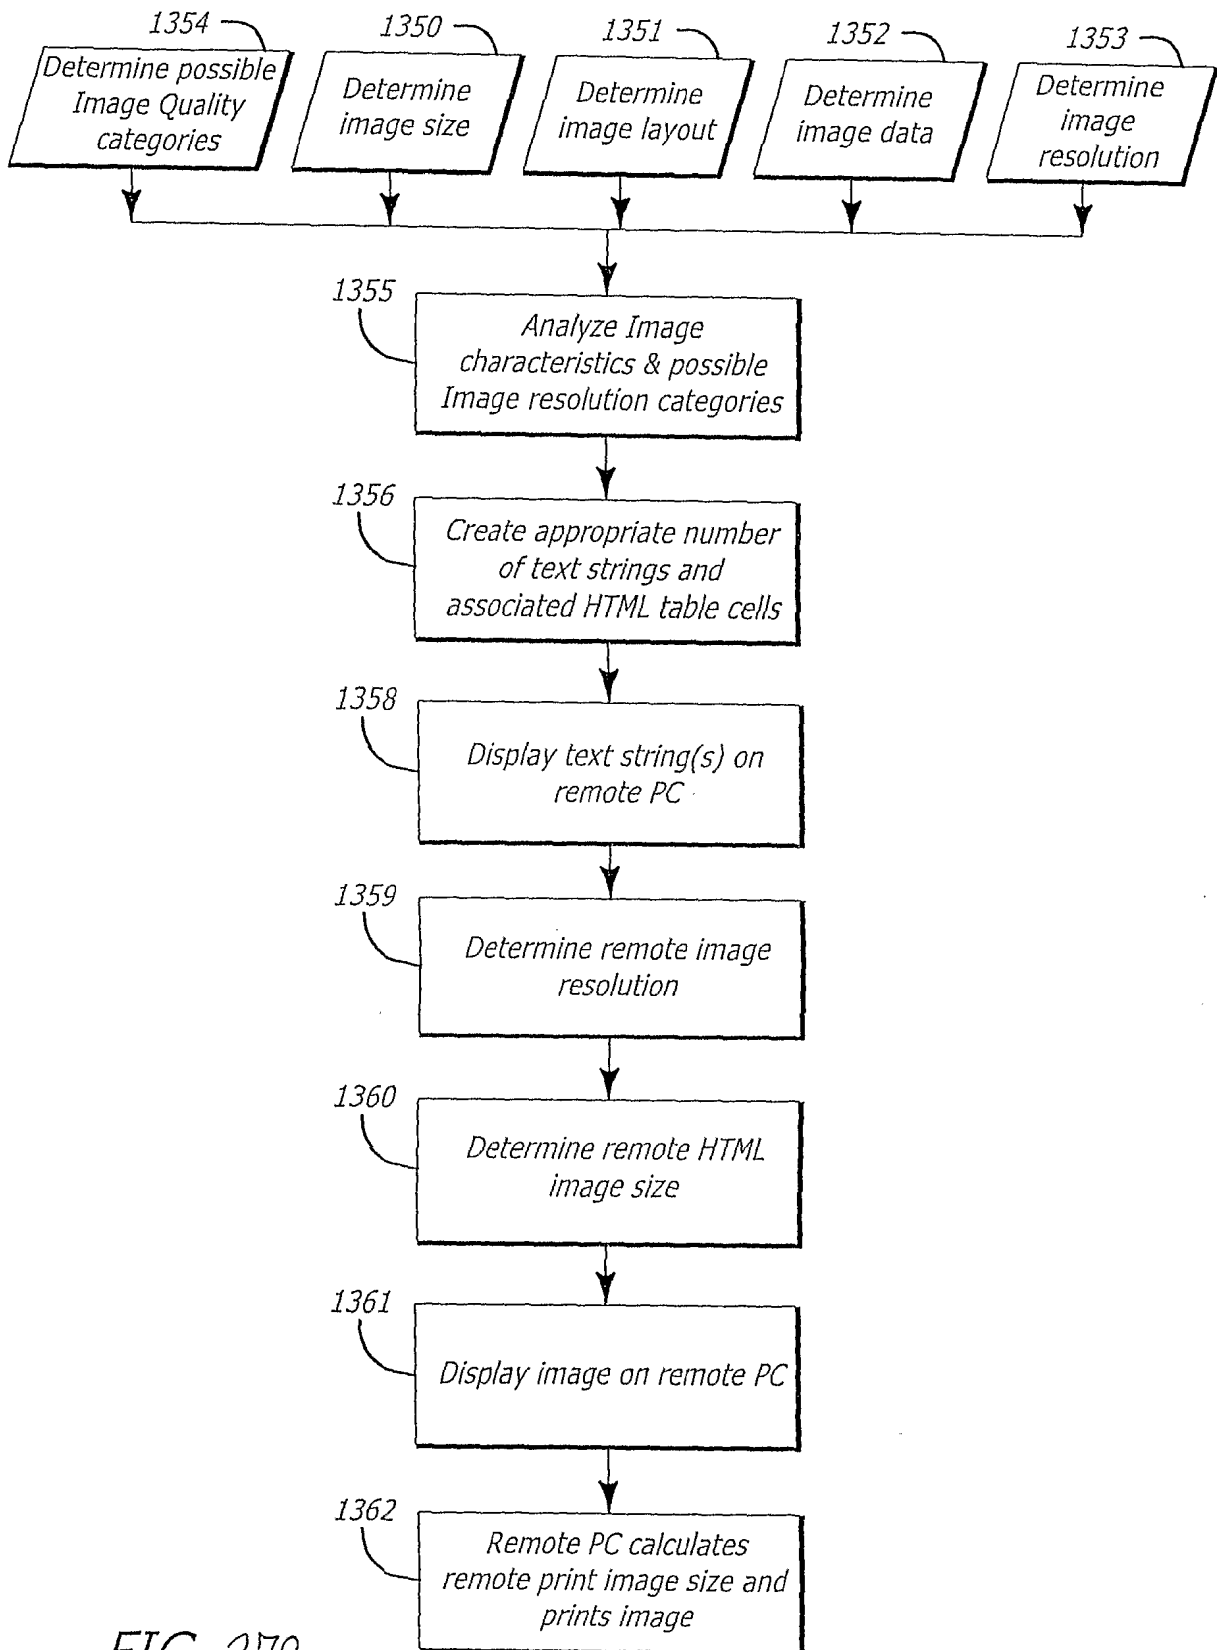 1354
Determine possible
Image Quality
categories
1350
Determine
image size
1351
Determine
image layout
1352
Determine
image data
1353
Determine
image
resolution
1355
Analyze Image
characteristics & possible
Image resolution categories
1356
Create appropriate number
of text strings and
associated HTML table cells
1358
Display text string(s) on
remote PC
1359
Determine remote image
resolution
1360
Determine remote HTML
image size
1361
Display image on remote PC
1362
Remote PC calculates
remote print image size and
prints image
FIG.